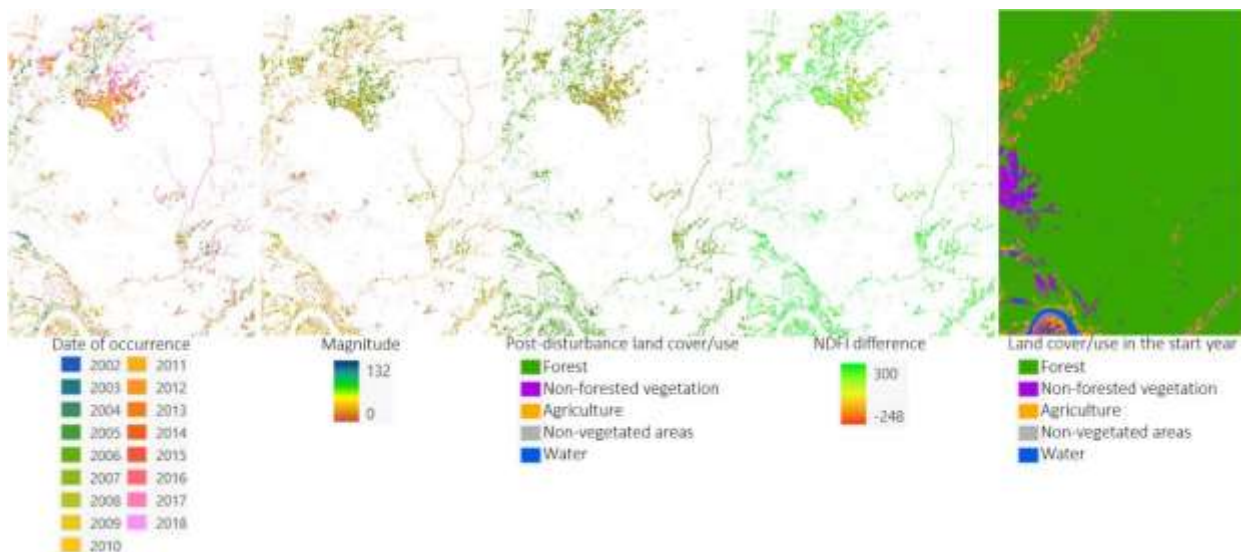 Date of occurrence
2002 2011
2003 2012
2004 2013
2005 2014
2006 2015
2007 2016
2008 2017
2009 2018
2010
Magnitude
132
0
Post-disturbance land cover/use
Forest
Non-forested vegetation
Agriculture
Non-vegetated areas
Water
NDFI difference
300
-248
Land cover/use in the start year
Forest
Non-forested vegetation
Agriculture
Non-vegetated areas
Water